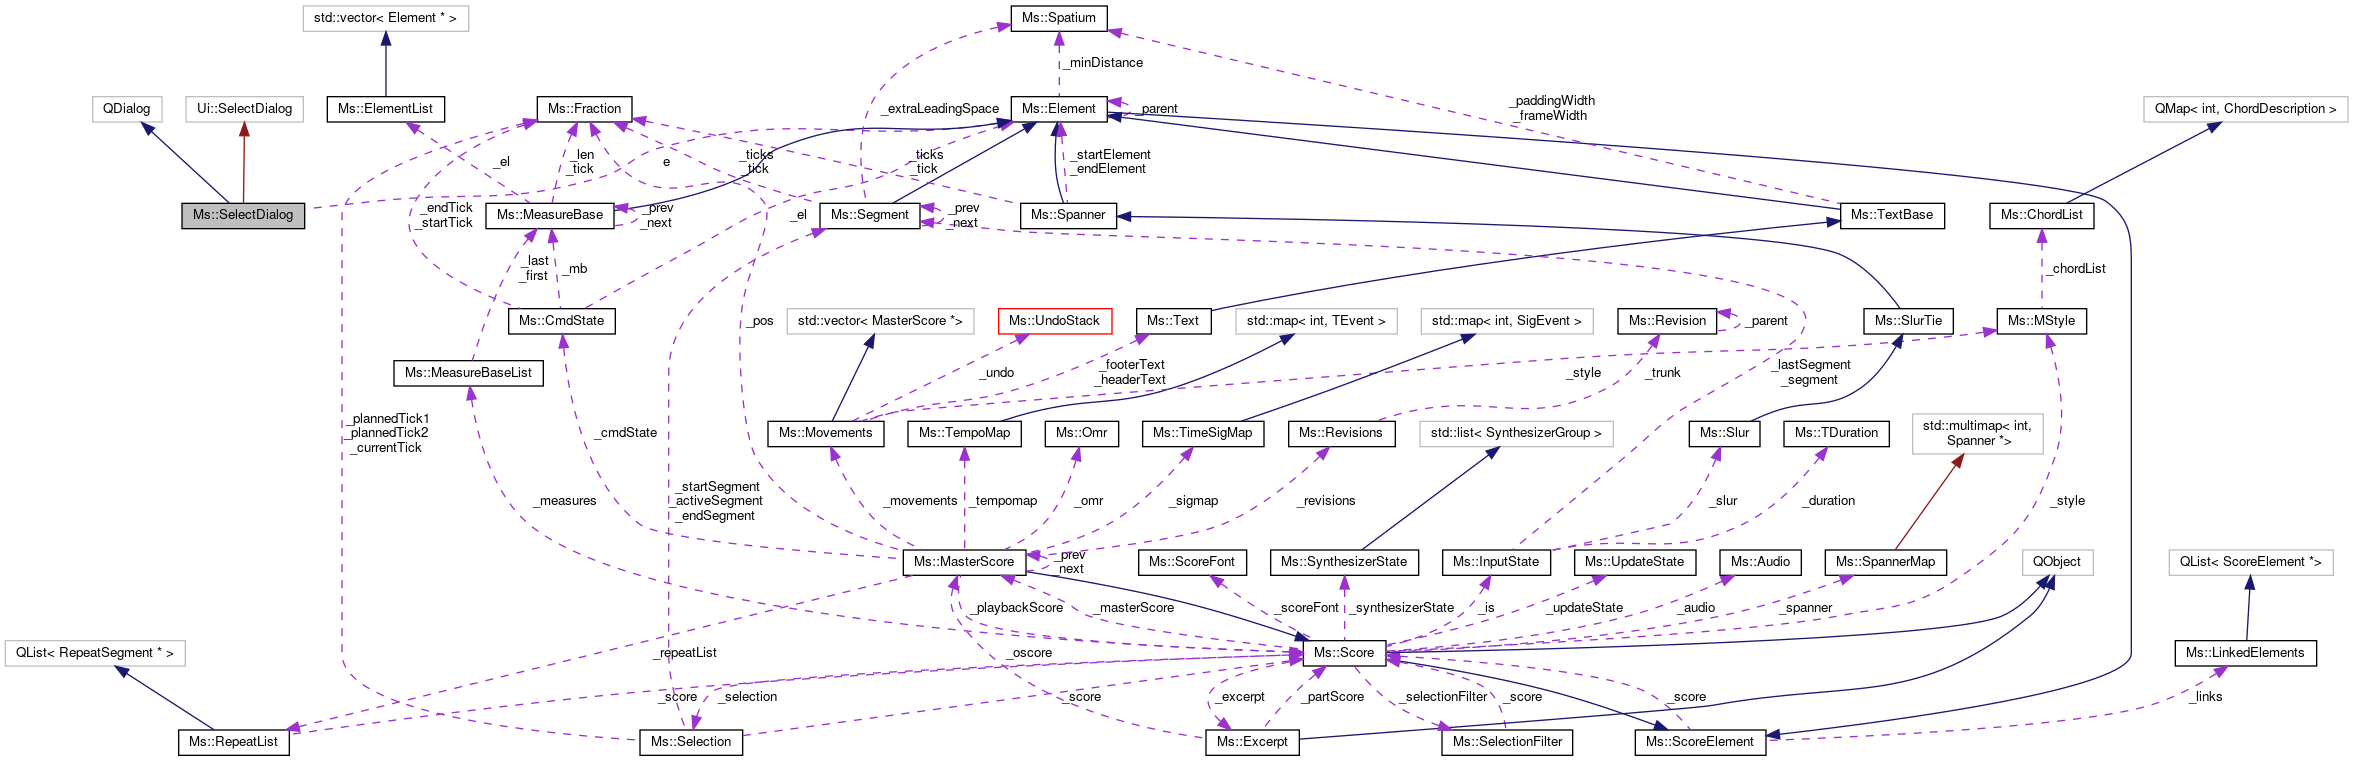 std::vector< Element * >
Ms::Spatium
_minDistance
QDialog
Ui::SelectDialog
Ms::ElementList
Ms::Fraction
_extraLeadingSpace
Ms::Element
_parent
_paddingWidth
_frameWidth
QMap< int, ChordDescription >
_el
_len
_tick
e
_ticks
_tick
_ticks
_tick
_startElement
_endElement
Ms::SelectDialog
_endTick
_startTick
Ms::MeasureBase
_prev
_next
_el
Ms::Segment
_prev
_next
Ms::Spanner
Ms::TextBase
Ms::ChordList
_last
_first
_mb
_chordList
Ms::CmdState
_pos
std::vector< MasterScore *>
Ms::UndoStack
Ms::Text
std::map< int, TEvent >
std::map< int, SigEvent >
Ms::Revision
_parent
Ms::SlurTie
Ms::MStyle
Ms::MeasureBaseList
_undo
_footerText
_headerText
_style
_trunk
_lastSegment
_segment
_plannedTick1
_plannedTick2
_currentTick
_cmdState
Ms::Movements
Ms::TempoMap
Ms::Omr
Ms::TimeSigMap
Ms::Revisions
std::list< SynthesizerGroup >
Ms::Slur
Ms::TDuration
std::multimap< int,
Spanner *>
_measures
_startSegment
_activeSegment
_endSegment
_movements
_tempomap
_omr
_sigmap
_revisions
_slur
_duration
_style
Ms::MasterScore
_prev
_next
Ms::ScoreFont
Ms::SynthesizerState
Ms::InputState
Ms::UpdateState
Ms::Audio
Ms::SpannerMap
QObject
QList< ScoreElement *>
_playbackScore
_masterScore
_scoreFont
_synthesizerState
_is
_updateState
_audio
_spanner
QList< RepeatSegment * >
_repeatList
_oscore
Ms::Score
Ms::LinkedElements
_score
_selection
_score
_excerpt
_partScore
_selectionFilter
_score
_score
_links
Ms::RepeatList
Ms::Selection
Ms::Excerpt
Ms::SelectionFilter
Ms::ScoreElement